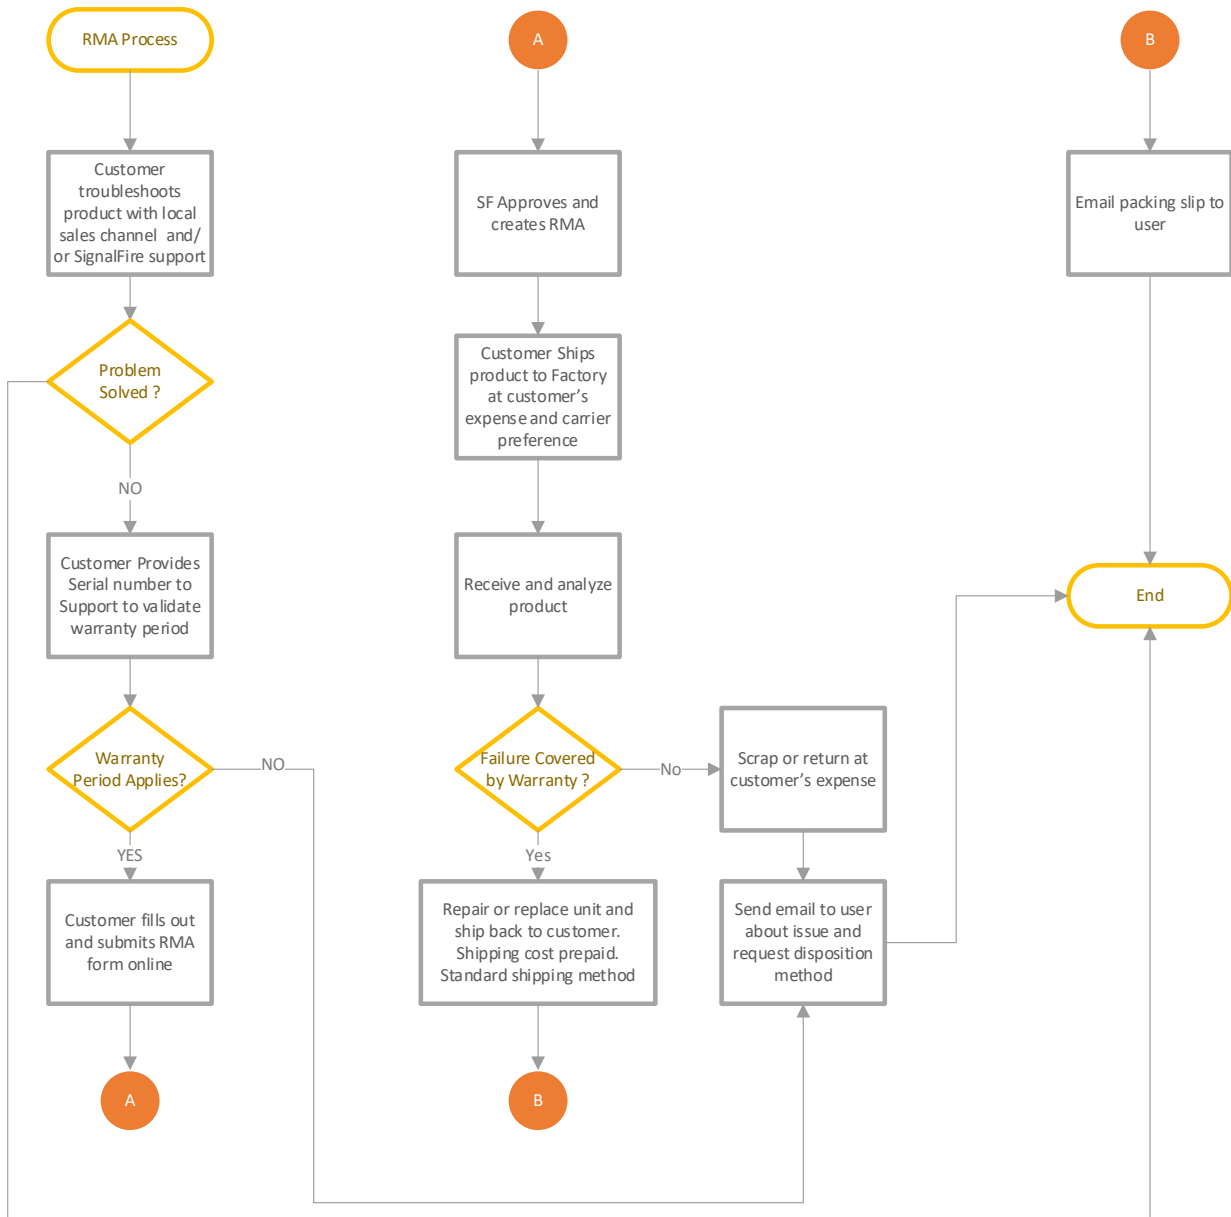 RMA Process
Customer
troubleshoots
product with local
sales channel and/
or SignalFire support
Problem
Solved ?
NO
Customer Provides
Serial number to
Support to validate
warranty period
Warranty
Period Applies?
NO
YES
Customer fills out
and submits RMA
form online
A
A
SF Approves and
creates RMA
Customer Ships
product to Factory
at customer’s
expense and carrier
preference
Receive and analyze
product
Failure Covered
by Warranty ?
No
Scrap or return at
customer’s expense
Yes
Repair or replace unit and
ship back to customer.
Shipping cost prepaid.
Standard shipping method
Send email to user
about issue and
request disposition
method
B
B
Email packing slip to
user
End